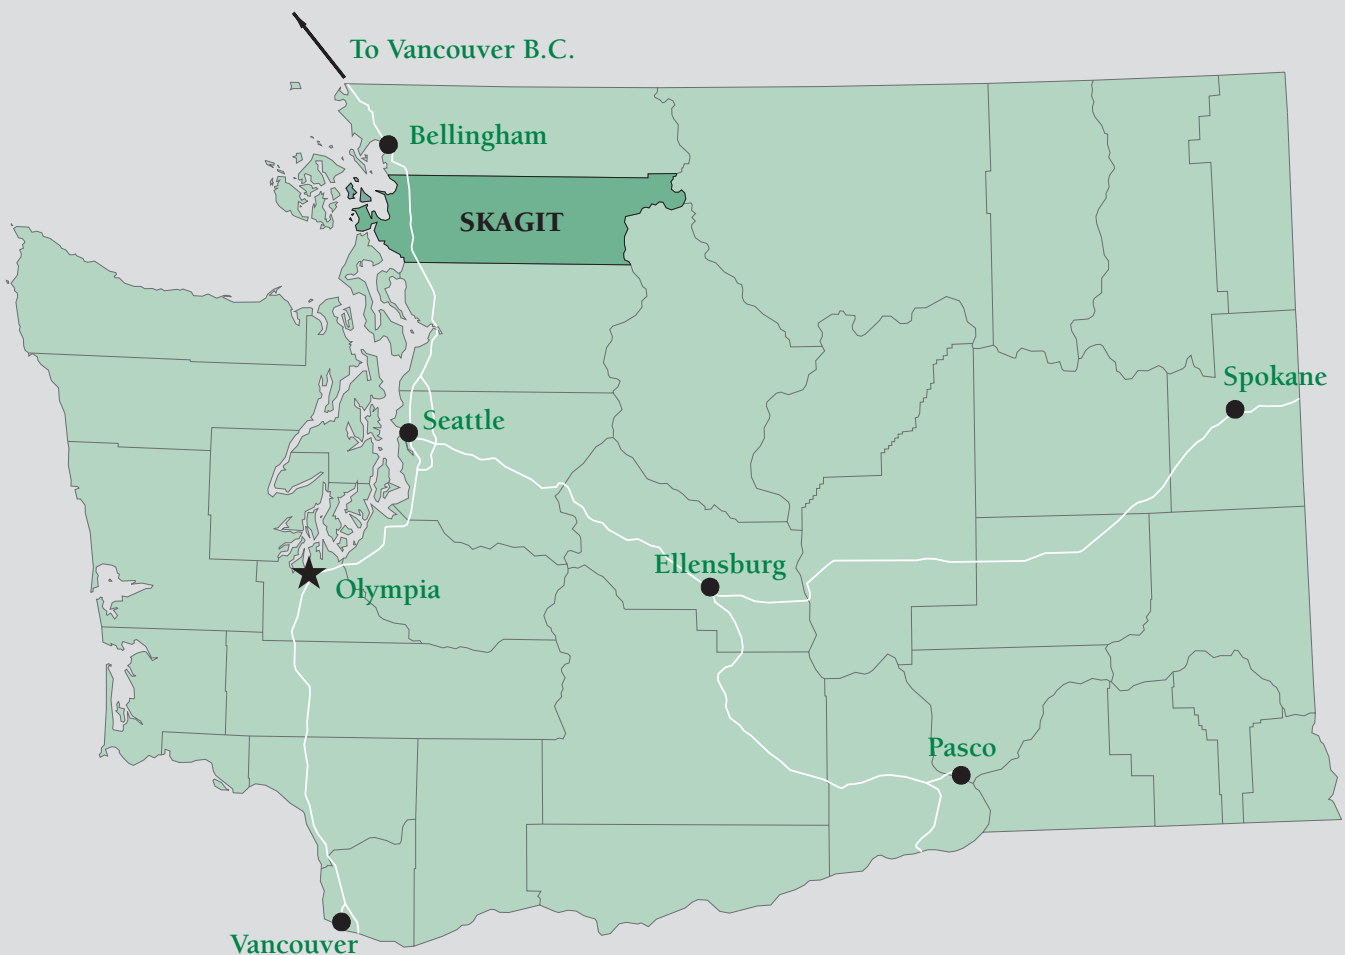 To Vancouver B.C.
Bellingham
SKAGIT
Spokane
Seattle
Ellensburg
Olympia
Pasco
Vancouver